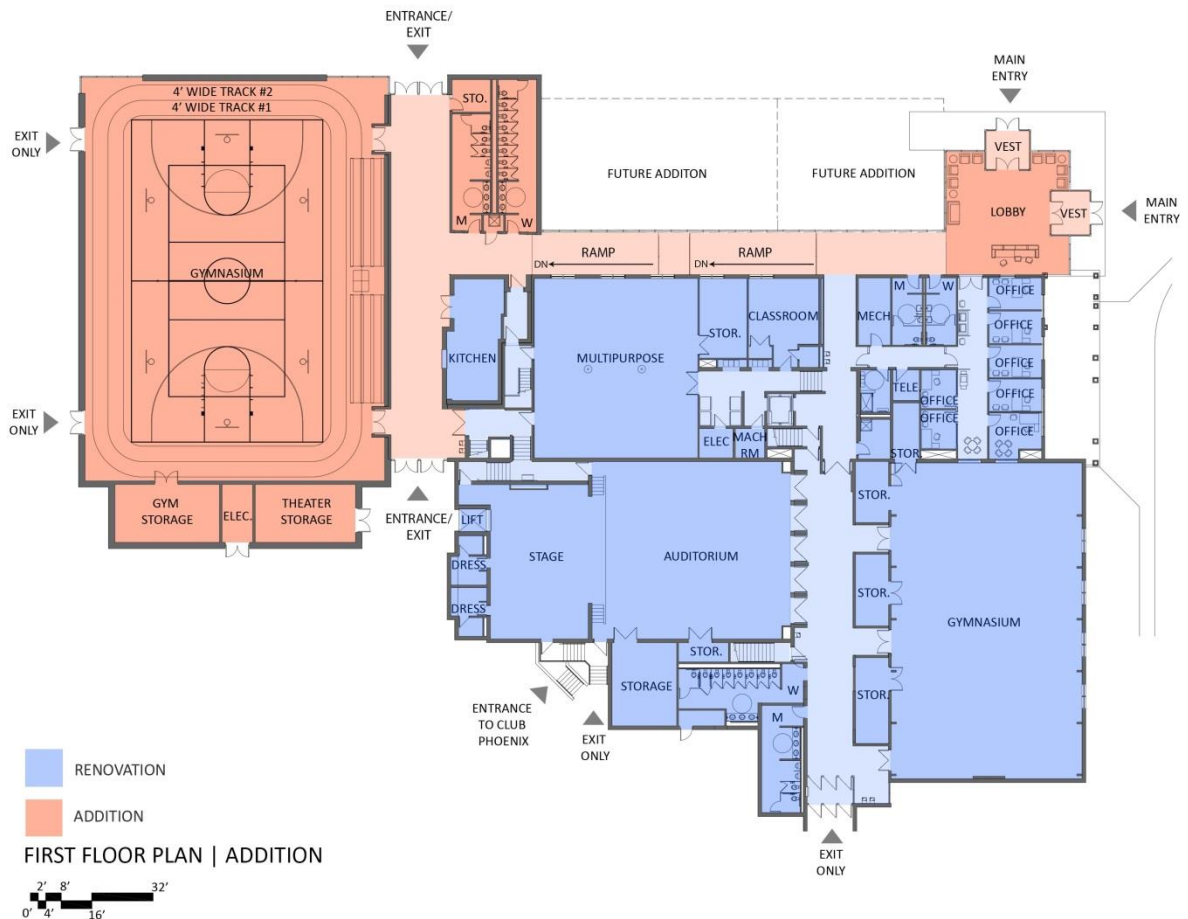 ENTRANCE/
EXIT
MAIN
ENTRY
4' WIDE TRACK #2
4' WIDE TRACK #1
STO.
EXIT
ONLY
VEST
FUTURE ADDITON
FUTURE ADDITION
LOBBY
VEST
MAIN
ENTRY
M
W
RAMP
DN
RAMP
DN
GYMNASIUM
M
W
OFFICE
OFFICE
OFFICE
OFFICE
OFFICE
STOR.
CLASSROOM
MECH
KITCHEN
MULTIPURPOSE
TELE
OFFICE
OFFICE
EXIT
ONLY
ELEC
MACH
RM
STOR.
GYM
STORAGE
ELEC.
THEATER
STORAGE
ENTRANCE/
EXIT
LIFT
STOR.
STAGE
AUDITORIUM
DRESS
DRESS
STOR.
GYMNASIUM
STOR.
STORAGE
STOR.
W
M
ENTRANCE
TO CLUB
PHOENIX
EXIT
ONLY
EXIT
ONLY
RENOVATION
ADDITION
FIRST FLOOR PLAN | ADDITION
2' 8' 32'
0' 4' 16'